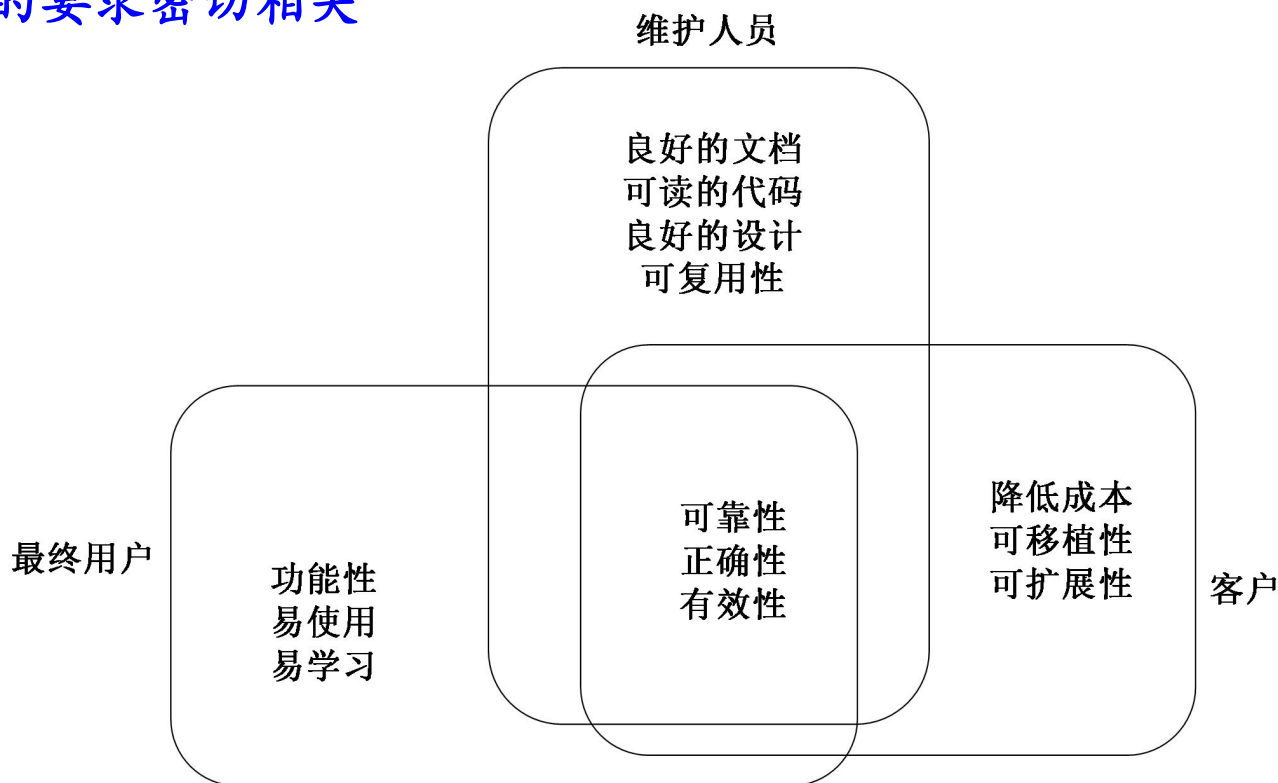 的要求密切相关
维护人员
良好的文档
可读的代码
良好的设计
可复用性
最终用户
功能性
易使用
易学习
可靠性
正确性
有效性
降低成本
可移植性
可扩展性
客户